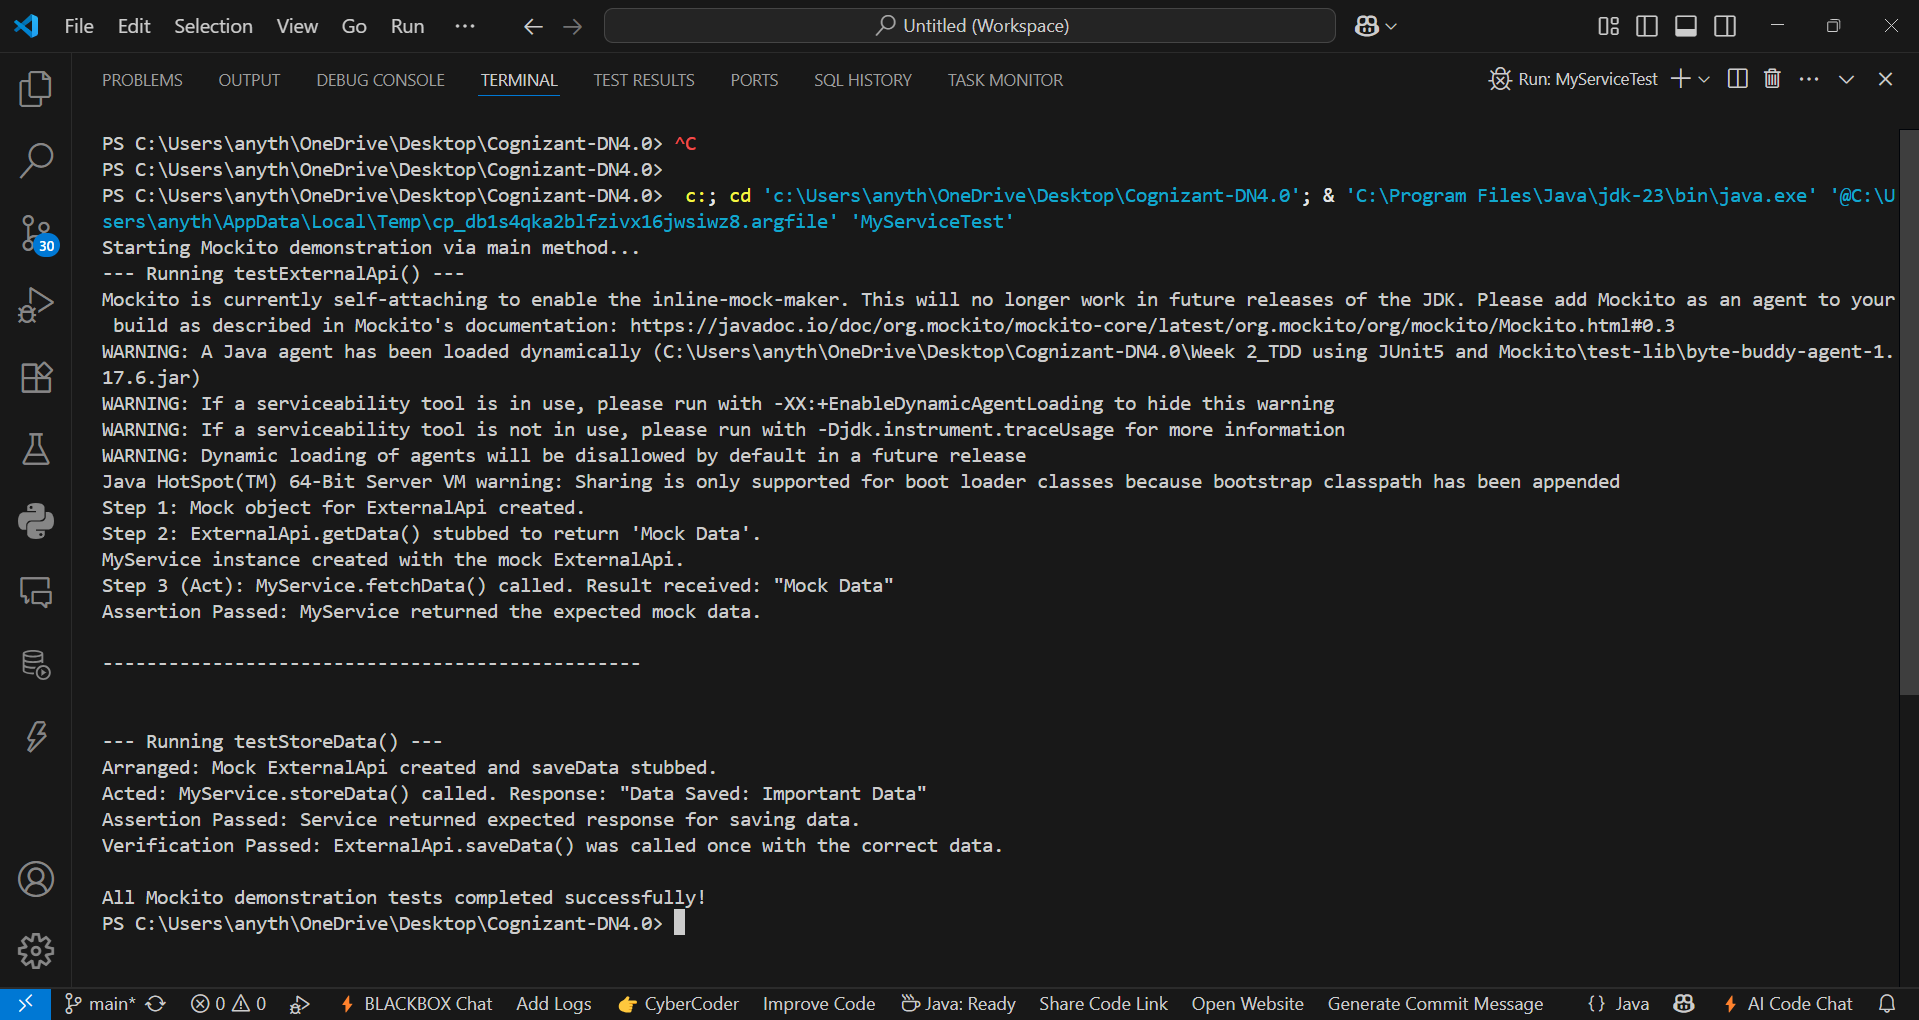 File Edit Selection View Go Run ··· Untitled (Workspace)
PROBLEMS OUTPUT DEBUG CONSOLE TERMINAL TEST RESULTS PORTS SQL HISTORY TASK MONITOR Run: MyServiceTest
PS C:\Users\anyth\OneDrive\Desktop\Cognizant-DN4.0> ^C
PS C:\Users\anyth\OneDrive\Desktop\Cognizant-DN4.0>
PS C:\Users\anyth\OneDrive\Desktop\Cognizant-DN4.0>  c:; cd 'c:\Users\anyth\OneDrive\Desktop\Cognizant-DN4.0'; & 'C:\Program Files\Java\jdk-23\bin\java.exe' '@C:\U
sers\anyth\AppData\Local\Temp\cp_db1s4qka2blfzivx16jwsiwz8.argfile' 'MyServiceTest'
Starting Mockito demonstration via main method...
--- Running testExternalApi() ---
Mockito is currently self-attaching to enable the inline-mock-maker. This will no longer work in future releases of the JDK. Please add Mockito as an agent to your
 build as described in Mockito's documentation: https://javadoc.io/doc/org.mockito/mockito-core/latest/org.mockito/org/mockito/Mockito.html#0.3
WARNING: A Java agent has been loaded dynamically (C:\Users\anyth\OneDrive\Desktop\Cognizant-DN4.0\Week 2_TDD using JUnit5 and Mockito\test-lib\byte-buddy-agent-1.
17.6.jar)
WARNING: If a serviceability tool is in use, please run with -XX:+EnableDynamicAgentLoading to hide this warning
WARNING: If a serviceability tool is not in use, please run with -Djdk.instrument.traceUsage for more information
WARNING: Dynamic loading of agents will be disallowed by default in a future release
Java HotSpot(TM) 64-Bit Server VM warning: Sharing is only supported for boot loader classes because bootstrap classpath has been appended
Step 1: Mock object for ExternalApi created.
Step 2: ExternalApi.getData() stubbed to return 'Mock Data'.
MyService instance created with the mock ExternalApi.
Step 3 (Act): MyService.fetchData() called. Result received: "Mock Data"
Assertion Passed: MyService returned the expected mock data.
-------------------------------------------------
--- Running testStoreData() ---
Arranged: Mock ExternalApi created and saveData stubbed.
Acted: MyService.storeData() called. Response: "Data Saved: Important Data"
Assertion Passed: Service returned expected response for saving data.
Verification Passed: ExternalApi.saveData() was called once with the correct data.
All Mockito demonstration tests completed successfully!
PS C:\Users\anyth\OneDrive\Desktop\Cognizant-DN4.0>
30
main* 0 0 BLACKBOX Chat Add Logs 👉 CyberCoder Improve Code Java: Ready Share Code Link Open Website Generate Commit Message {} Java AI Code Chat